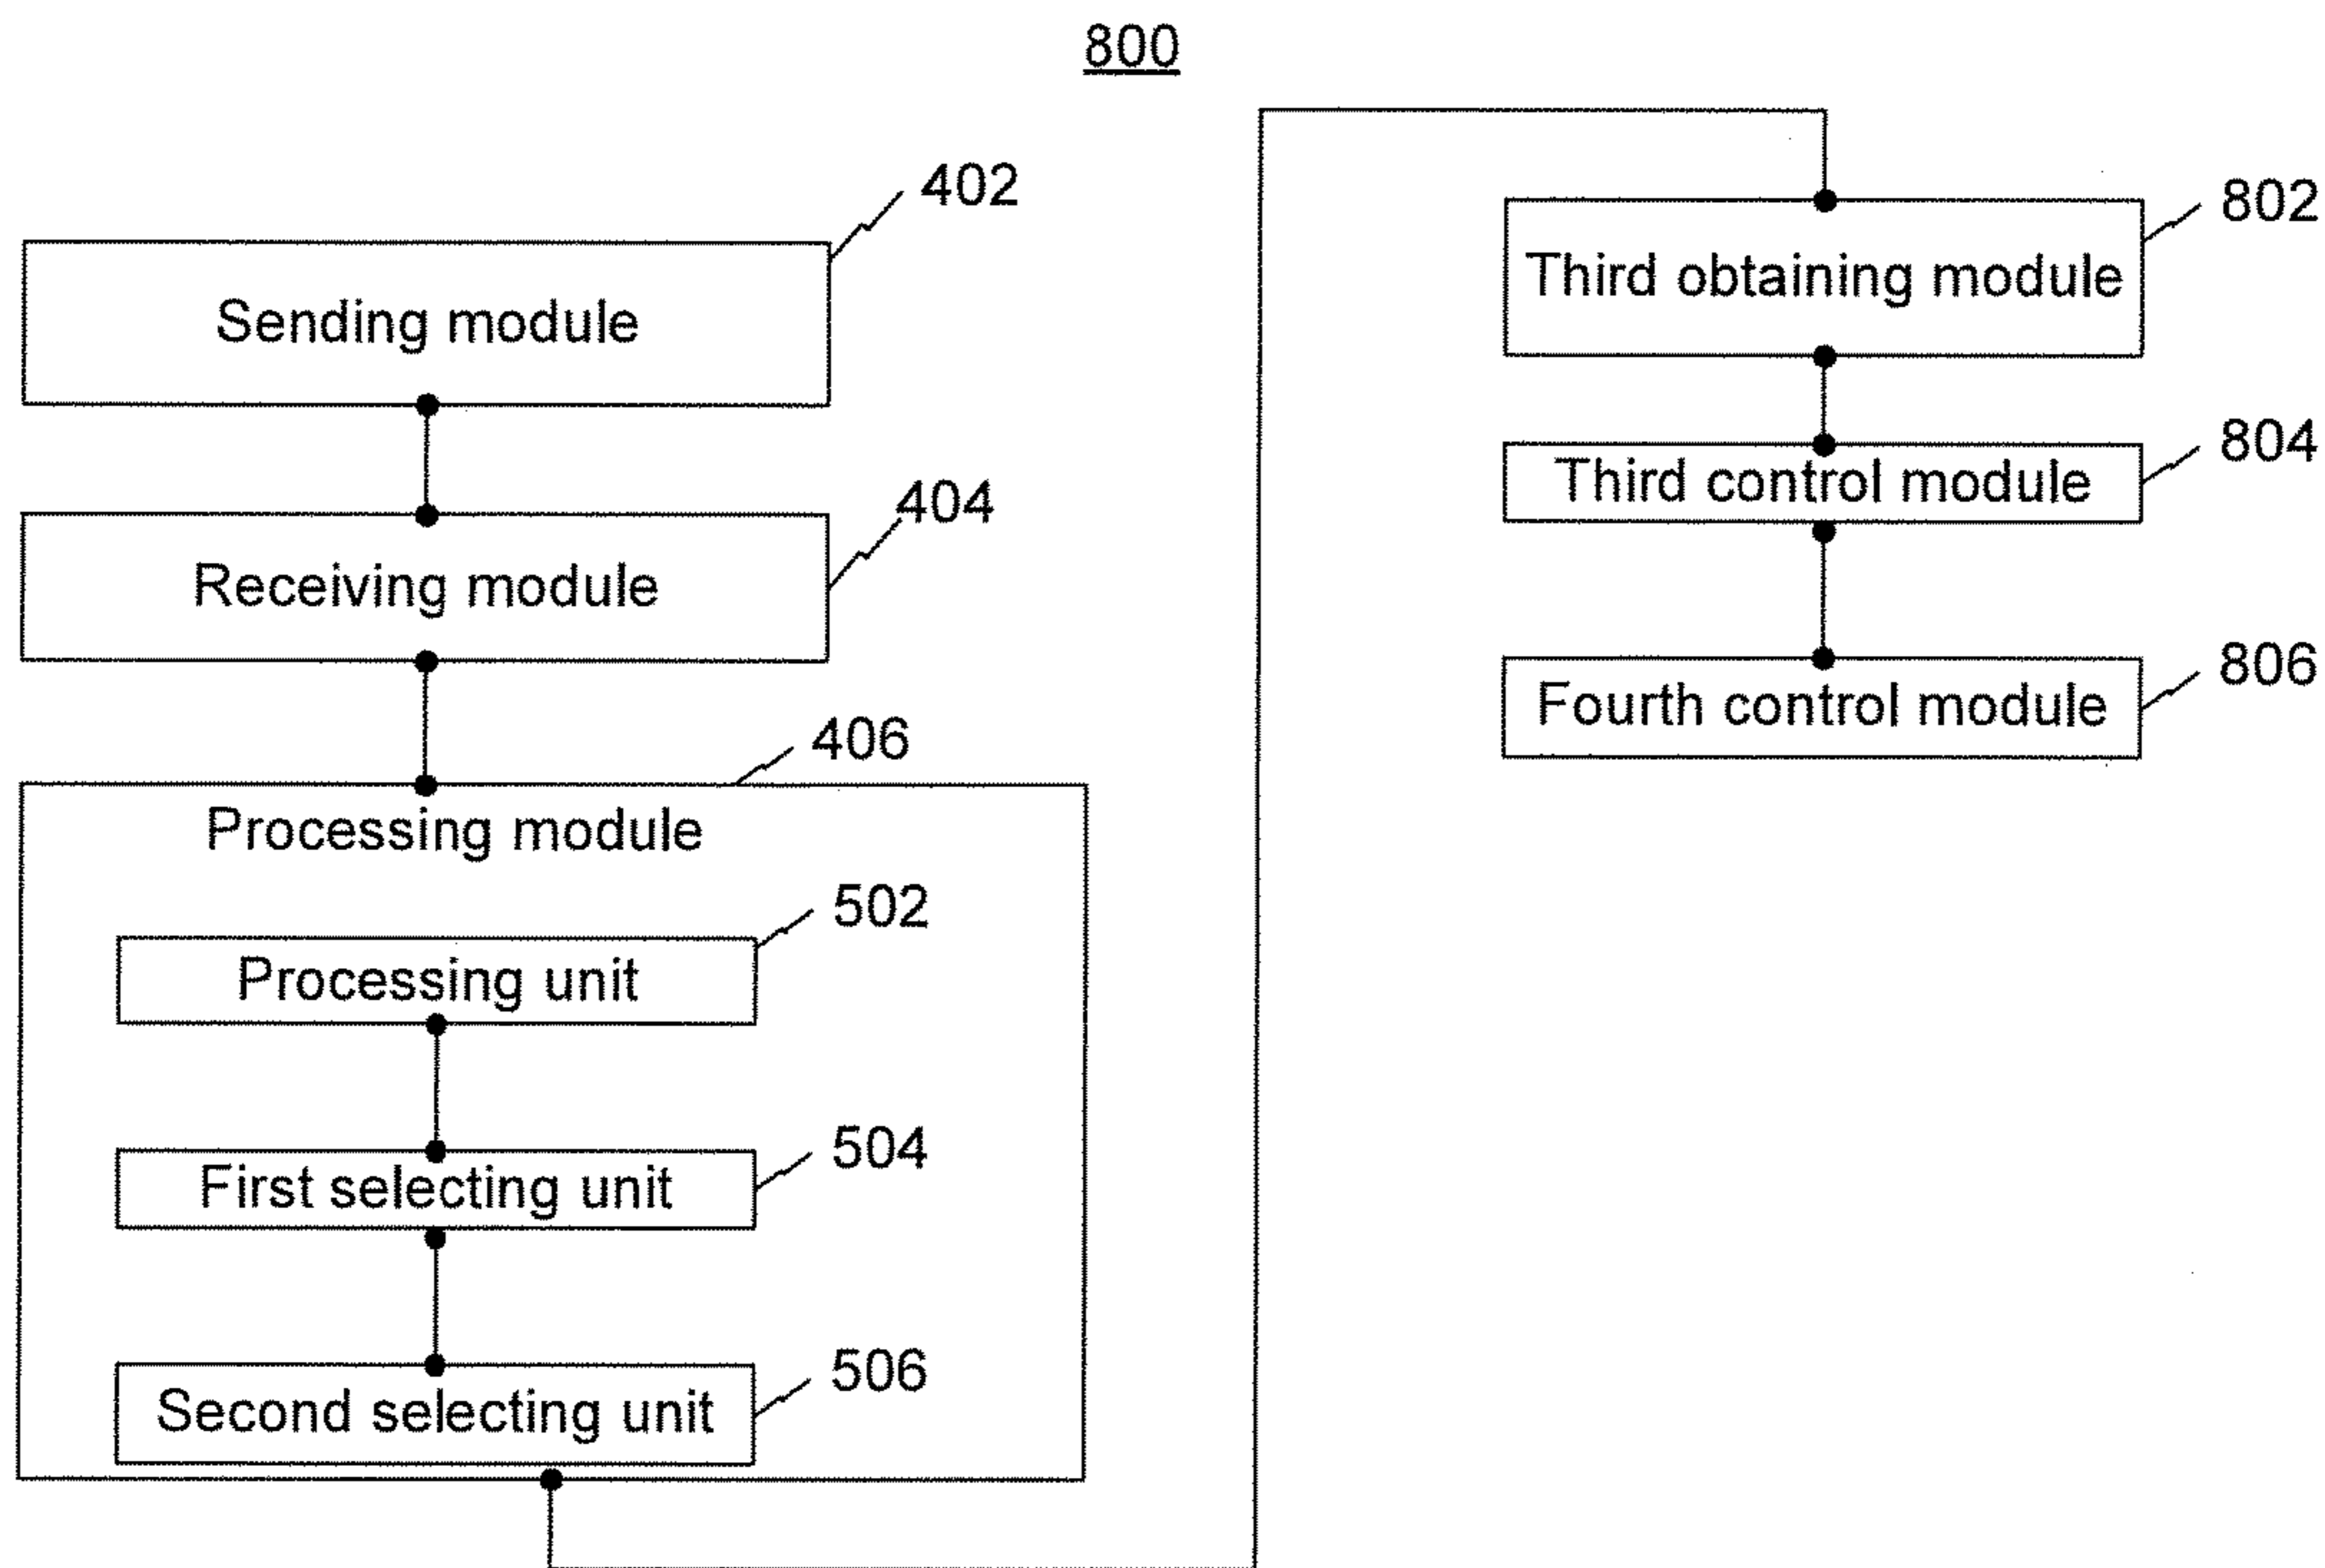 800
402
Sending module
404
Receiving module
406
Processing module
502
Processing unit
504
First selecting unit
506
Second selecting unit
802
Third obtaining module
804
Third control module
806
Fourth control module